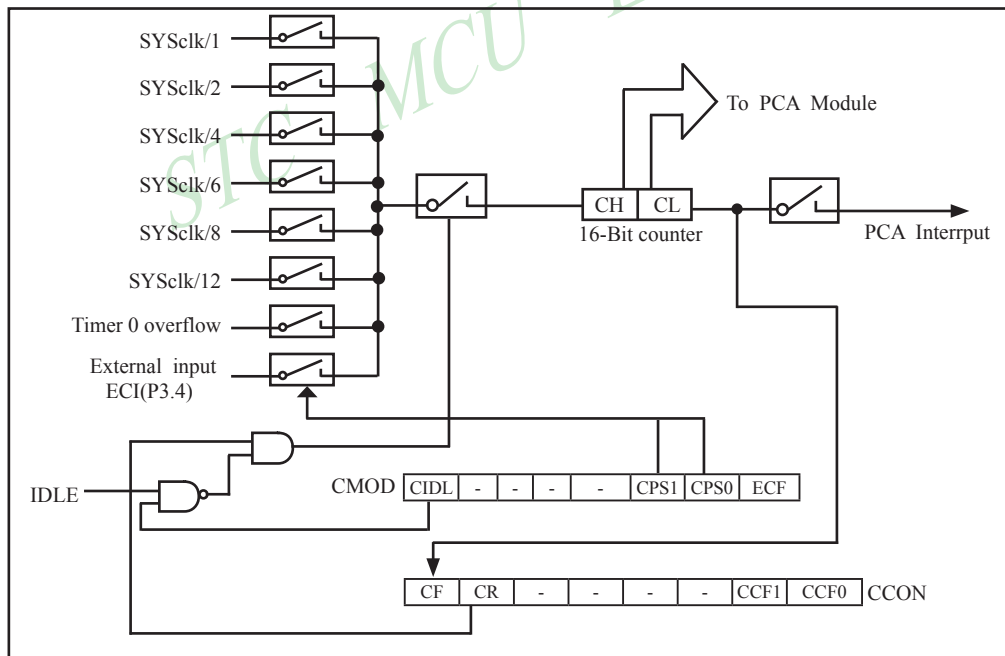 STC MCU
SYSclk/1
SYSclk/2
SYSclk/4
SYSclk/6
SYSclk/8
SYSclk/12
Timer 0 overflow
External input
ECI(P3.4)
To PCA Module
CH CL
16-Bit counter
PCA Interrput
IDLE
CMOD CIDL - - - - CPS1 CPS0 ECF
CF CR - - - - CCF1 CCF0 CCON